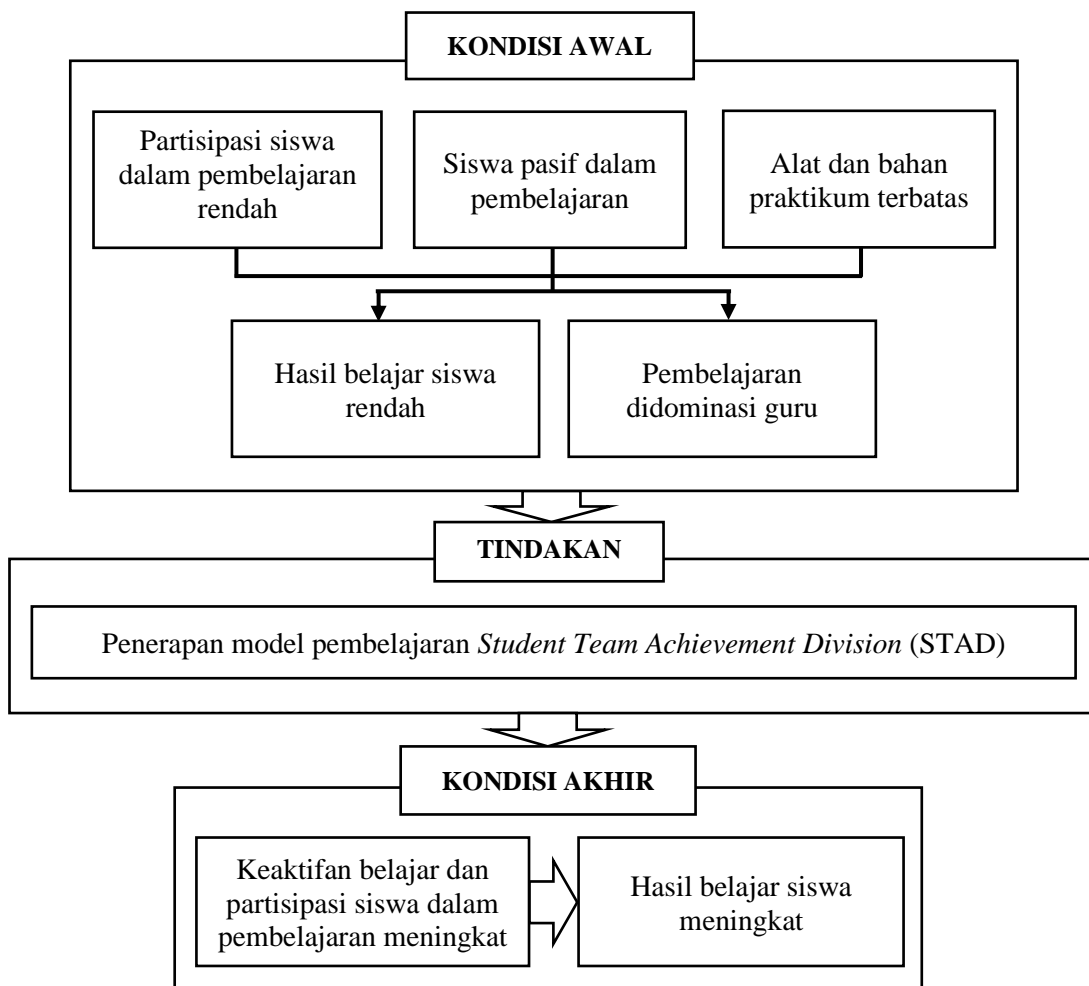 KONDISI AWAL
Partisipasi siswa
dalam pembelajaran
rendah
Siswa pasif dalam
pembelajaran
Alat dan bahan
praktikum terbatas
Hasil belajar siswa
rendah
Pembelajaran
didominasi guru
TINDAKAN
Penerapan model pembelajaran Student Team Achievement Division (STAD)
KONDISI AKHIR
Keaktifan belajar dan
partisipasi siswa dalam
pembelajaran meningkat
Hasil belajar siswa
meningkat